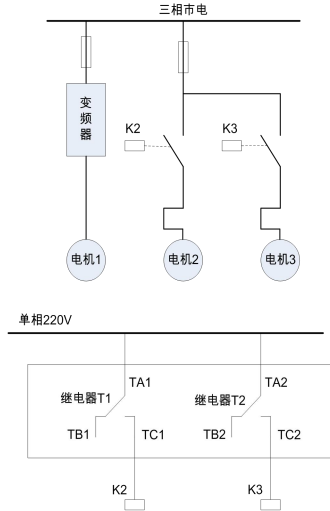 三相市电
变频器
K2
K3
电机1
电机2
电机3
单相220V
TA1
TA2
继电器T1
继电器T2
TB1
TC1
TB2
TC2
K2
K3